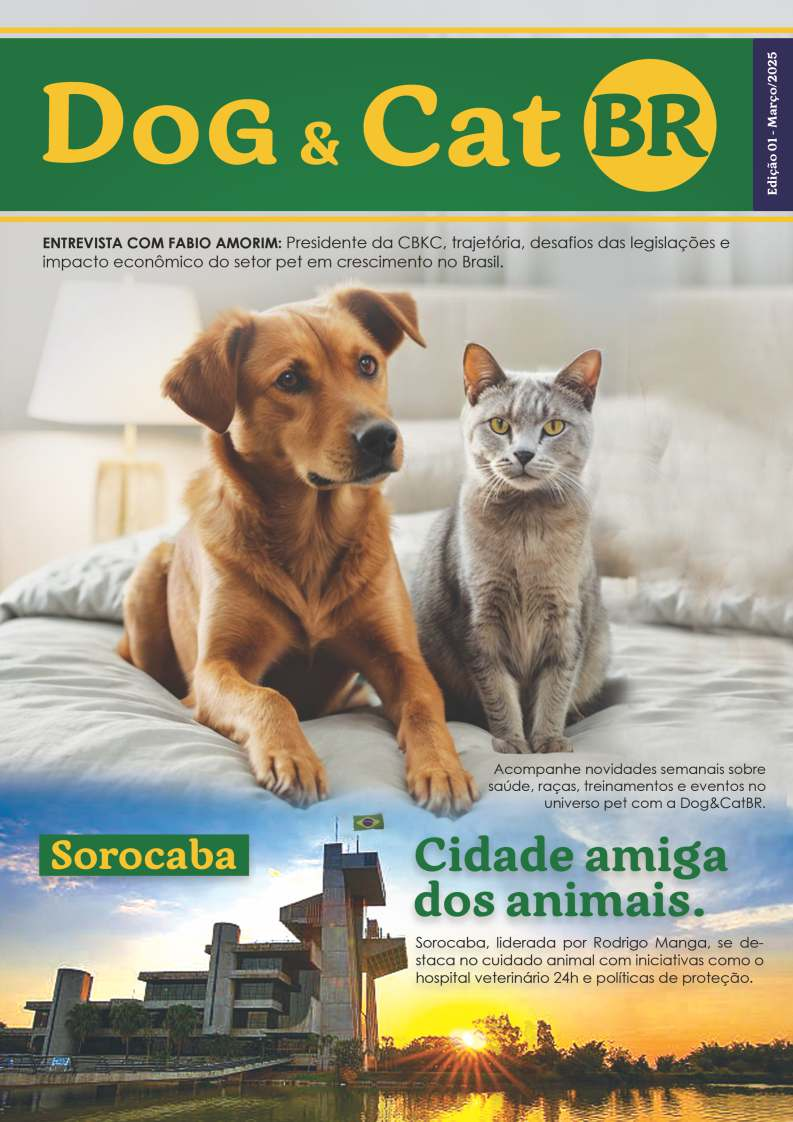 Dog & Cat BR
Edição 01 - Março/2025
ENTREVISTA COM FABIO AMORIM: Presidente da CBKC, trajetória, desafios das legislações e
impacto econômico do setor pet em crescimento no Brasil.
Acompanhe novidades semanais sobre
saúde, raças, treinamentos e eventos no
universo pet com a Dog&CatBR.
Sorocaba
Cidade amiga
dos animais.
Sorocaba, liderada por Rodrigo Manga, se de-
staca no cuidado animal com iniciativas como o
hospital veterinário 24h e políticas de proteção.